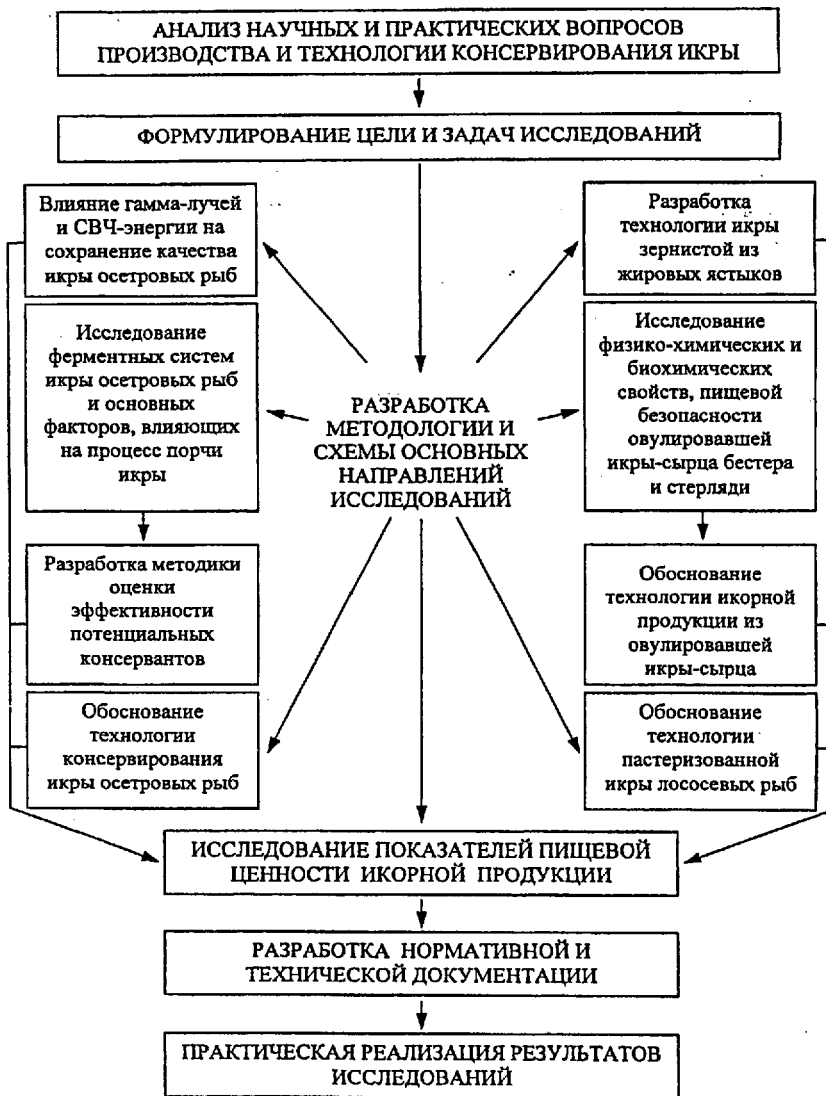 АНАЛИЗ НАУЧНЫХ И ПРАКТИЧЕСКИХ ВОПРОСОВ
ПРОИЗВОДСТВА И ТЕХНОЛОГИИ КОНСЕРВИРОВАНИЯ ИКРЫ
ФОРМУЛИРОВАНИЕ ЦЕЛИ И ЗАДАЧ ИССЛЕДОВАНИЙ
Влияние гамма-лучей
и СВЧ-энергии на
сохранение качества
икры осетровых рыб
Исследование
ферментных систем
икры осетровых рыб
и основных
факторов, влияющих
на процесс порчи
икры
Разработка методики
оценки
эффективности
потенциальных
консервантов
Обоснование
технологии
консервирования
икры осетровых рыб
РАЗРАБОТКА
МЕТОДОЛОГИИ И
СХЕМЫ ОСНОВНЫХ
НАПРАВЛЕНИЙ
ИССЛЕДОВАНИЙ
Разработка
технологии икры
зернистой из
жировых ястыков
Исследование
физико-химических и
биохимических
свойств, пищевой
безопасности
овулировавшей
икры-сырца бестера
и стерляди
Обоснование
технологии икорной
продукции из
овулировавшей
икры-сырца
Обоснование
технологии
пастеризованной
икры лососевых рыб
ИССЛЕДОВАНИЕ ПОКАЗАТЕЛЕЙ ПИЩЕВОЙ
ЦЕННОСТИ ИКОРНОЙ ПРОДУКЦИИ
РАЗРАБОТКА НОРМАТИВНОЙ И
ТЕХНИЧЕСКОЙ ДОКУМЕНТАЦИИ
ПРАКТИЧЕСКАЯ РЕАЛИЗАЦИЯ РЕЗУЛЬТАТОВ
ИССЛЕДОВАНИЙ